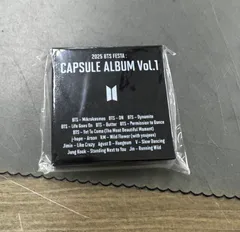 2025 BTS FESTA
CAPSULE ALBUM Vol.1
BTS - Mikrokosmos BTS - ON BTS - Dynamite
BTS - Life Goes On BTS - Butter BTS - Permission to Dance
BTS - Yet To Come (The Most Beautiful Moment)
j-hope - Arson RM - Wild Flower (with youjeen)
Jimin - Like Crazy Agust D - Haegeum V - Slow Dancing
Jung Kook - Standing Next to You Jin - Running Wild